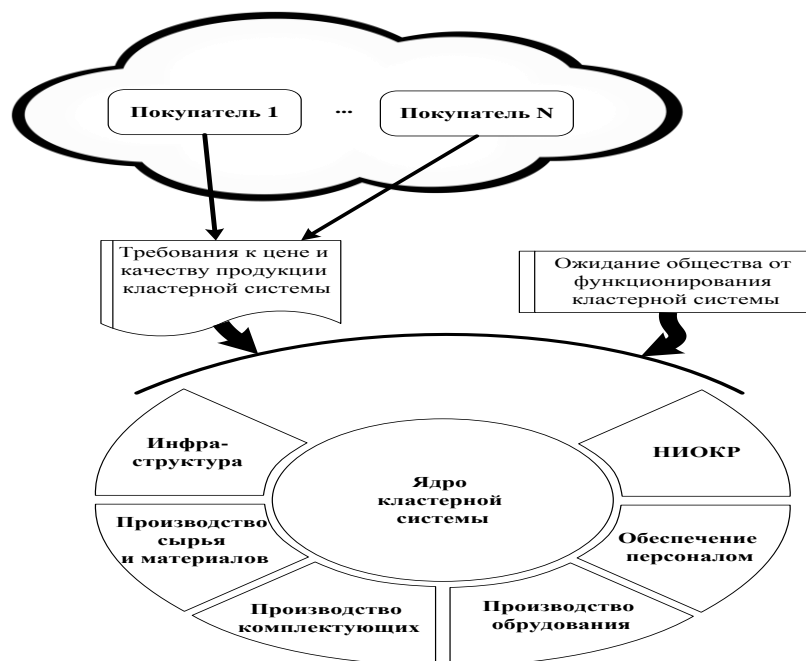 Покупатель 1
...
Покупатель N
Требования к цене и
качеству продукции
кластерной системы
Ожидание общества от
функционирования
кластерной системы
Инфра-
структура
НИОКР
Ядро
кластерной
системы
Производство
сырья
и материалов
Обеспечение
персоналом
Производство
комплектующих
Производство
обрудования